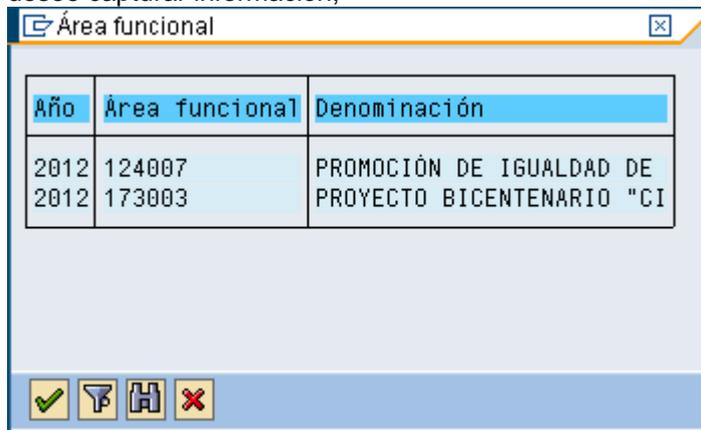 Área funcional
Año Área funcional Denominación
2012 124007 PROMOCIÓN DE IGUALDAD DE
2012 173003 PROYECTO BICENTENARIO "CI